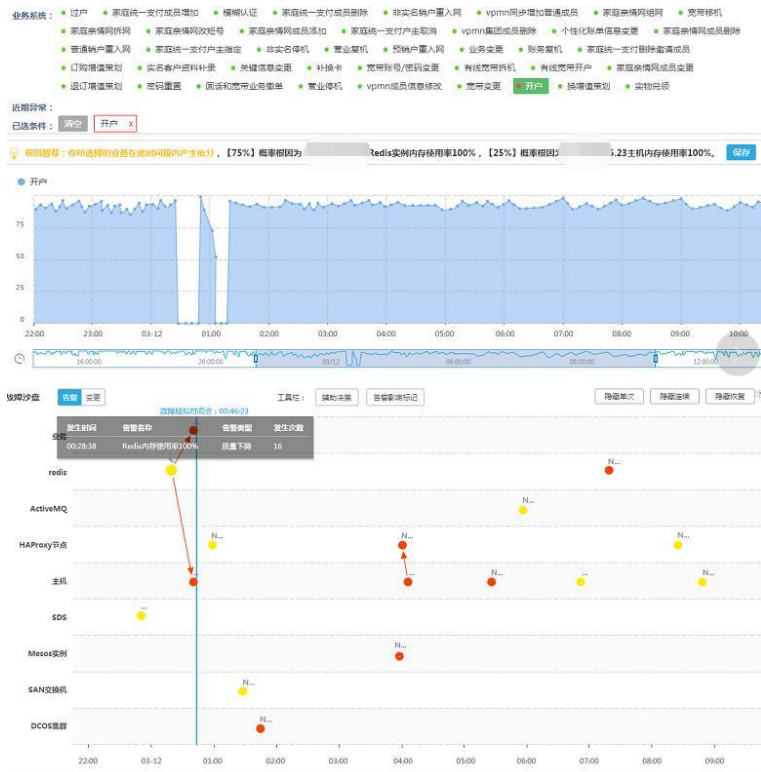 业务系统： 过户 家庭统一支付成员增加 模糊认证 家庭统一支付成员删除 非实名销户重入网 vpmn同步增加普通成员 家庭亲情网组网 宽带移机
家庭亲情网拆网 家庭亲情网改短号 家庭亲情网成员添加 家庭统一支付户主取消 vpmn集团成员删除 个性化账单信息变更 家庭亲情网成员删除
普通销户重入网 家庭统一支付户主指定 非实名停机 营业复机 预销户重入网 业务变更 账务复机 家庭统一支付删除邀请成员
订购增值策划 实名客户资料补录 关键信息变更 补换卡 宽带账号/密码变更 有线宽带拆机 有线宽带开户 家庭亲情网成员变更
退订增值策划 密码重置 固话和宽带业务撤单 营业停机 vpmn成员信息修改 宽带变更 开户 换增值策划 实物兑领
近期异常：
已选条件： 清空 开户 x
根因智荐：你所选择的业务在此时间段内产生低分，【75%】概率根因为 Redis实例内存使用率100%，【25%】概率根因为 5.23主机内存使用率100%。 保存
开户
75
50
25
0
22:00 23:00 03-12 01:00 02:00 03:00 04:00 05:00 06:00 07:00 08:00 09:00 10:00
16:00:00 20:00:00 03/12 04:00:00 08:00:00 12:00:00
故障沙盘 告警 变更 工具栏： 辅助决策 告警影响标记 隐藏单次 隐藏连续 隐藏恢复 ?
故障疑似时间点：00:46:23
发生时间 告警名称 告警类型 发生次数
00:28:38 Redis内存使用率100% 质量下降 16
业务
redis N...
ActiveMQ N...
HAProxy节点 N... N... N...
主机 ... ... N... ... N...
SDS ...
Mesos实例 N...
SAN交换机 N...
DCOS集群 N...
22:00 03-12 01:00 02:00 03:00 04:00 05:00 06:00 07:00 08:00 09:00